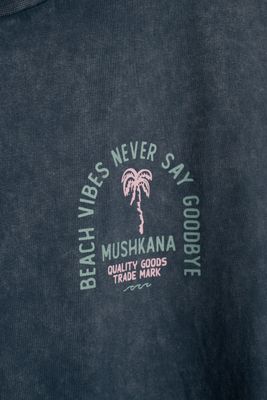 BEACH VIBES NEVER SAY GOODBYE
MUSHKANA
QUALITY GOODS
TRADE MARK